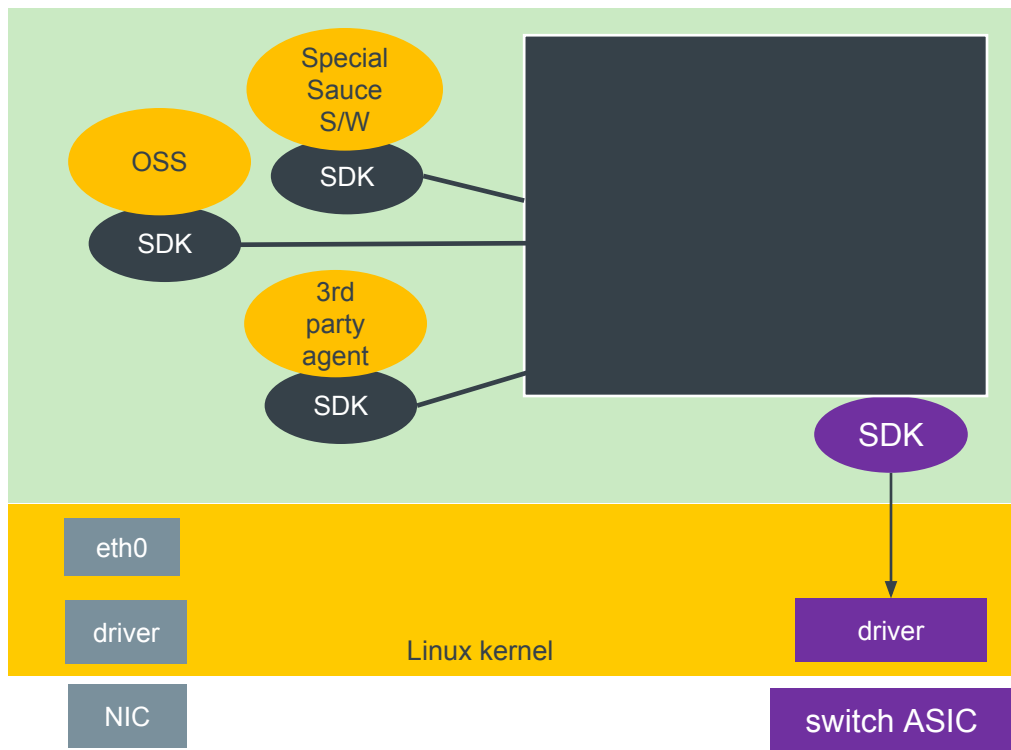 Special
Sauce
S/W
SDK
OSS
SDK
3rd
party
agent
SDK
SDK
eth0
driver
Linux kernel
driver
NIC
switch ASIC